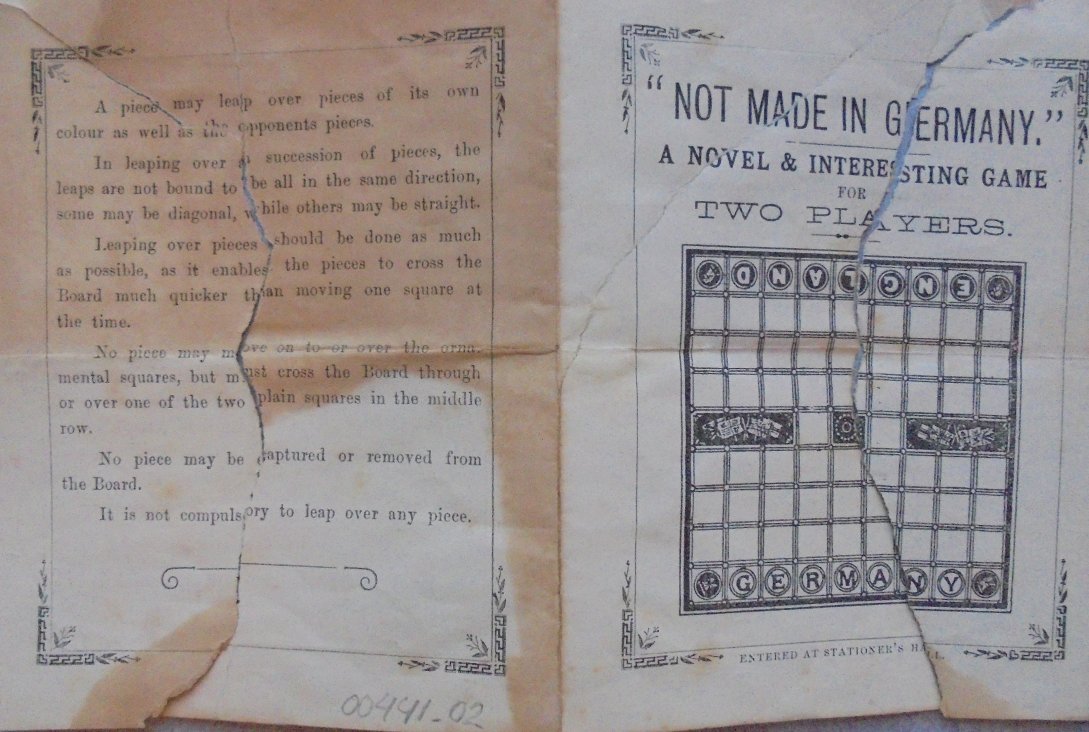 A piece may leap over pieces of its own
colour as well as the opponents pieces.
In leaping over a succession of pieces, the
leaps are not bound to be all in the same direction,
some may be diagonal, while others may be straight.
Leaping over pieces should be done as much
as possible, as it enables the pieces to cross the
Board much quicker than moving one square at
the time.
No piece may move on to or over the orna-
mental squares, but must cross the Board through
or over one of the two plain squares in the middle
row.
No piece may be captured or removed from
the Board.
It is not compulsory to leap over any piece.
00441-02
"NOT MADE IN GERMANY."
A NOVEL & INTERESTING GAME
FOR
TWO PLAYERS.
ENGLAND
GERMANY
ENTERED AT STATIONER'S HALL.